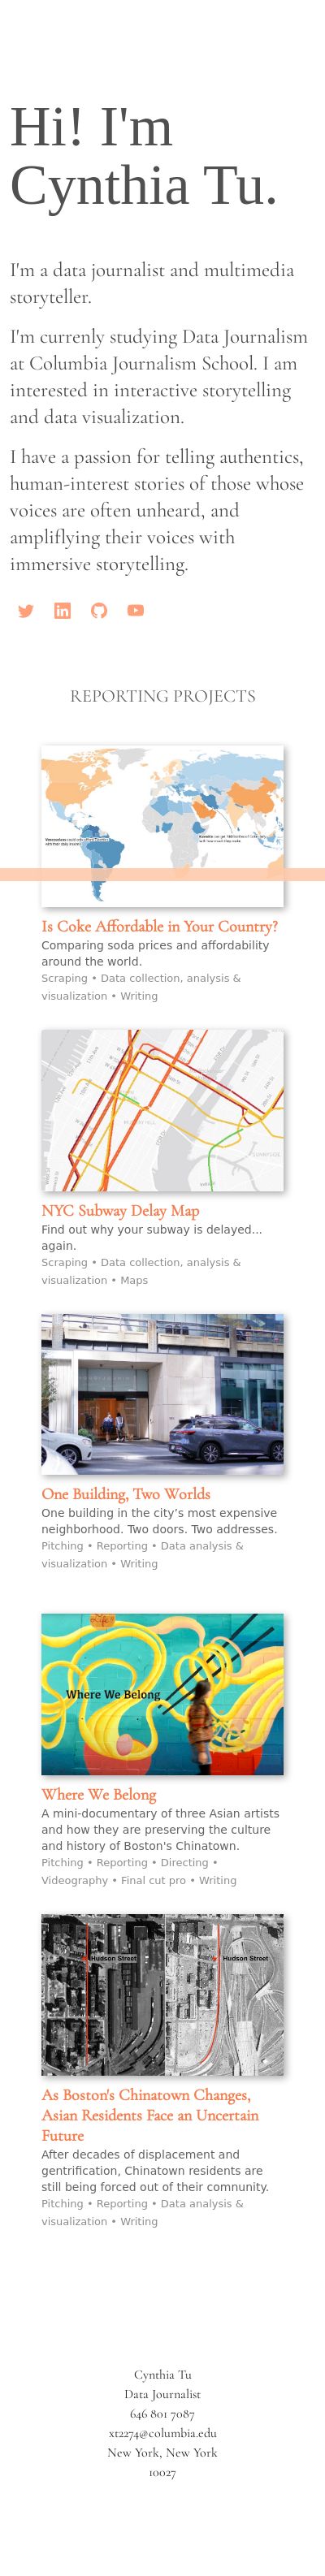 Hi! I'm
Cynthia Tu.
I'm a data journalist and multimedia
storyteller.
I'm currenly studying Data Journalism
at Columbia Journalism School. I am
interested in interactive storytelling
and data visualization.
I have a passion for telling authentics,
human-interest stories of those whose
voices are often unheard, and
ampliflying their voices with
immersive storytelling.
REPORTING PROJECTS
Is Coke Affordable in Your Country?
Comparing soda prices and affordability
around the world.
Scraping • Data collection, analysis &
visualization • Writing
NYC Subway Delay Map
Find out why your subway is delayed...
again.
Scraping • Data collection, analysis &
visualization • Maps
One Building, Two Worlds
One building in the city’s most expensive
neighborhood. Two doors. Two addresses.
Pitching • Reporting • Data analysis &
visualization • Writing
Where We Belong
Where We Belong
A mini-documentary of three Asian artists
and how they are preserving the culture
and history of Boston's Chinatown.
Pitching • Reporting • Directing •
Videography • Final cut pro • Writing
Hudson Street
Hudson Street
As Boston's Chinatown Changes,
Asian Residents Face an Uncertain
Future
After decades of displacement and
gentrification, Chinatown residents are
still being forced out of their comnunity.
Pitching • Reporting • Data analysis &
visualization • Writing
Cynthia Tu
Data Journalist
646 801 7087
xt2274@columbia.edu
New York, New York
10027